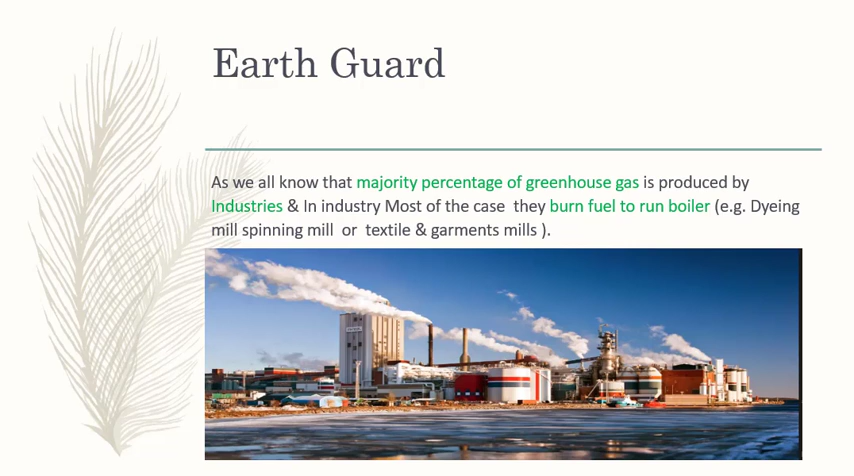 Earth Guard
As we all know that majority percentage of greenhouse gas is produced by
Industries & In industry Most of the case  they burn fuel to run boiler (e.g. Dyeing
mill spinning mill  or  textile & garments mills ).